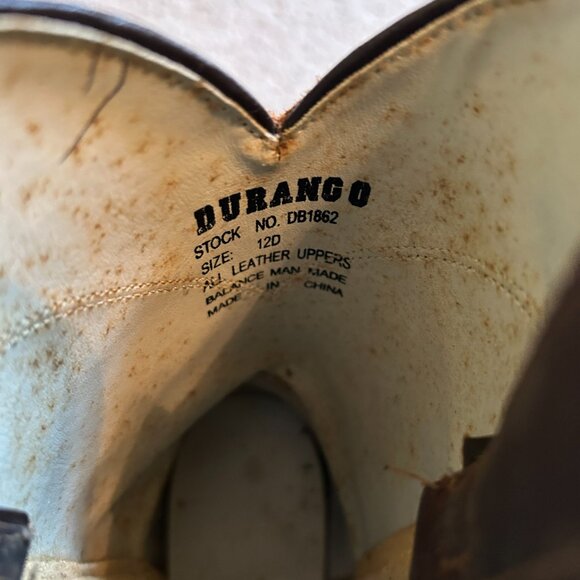 DURANGO
STOCK NO. DB1862
SIZE: 12D
ALL LEATHER UPPERS
BALANCE MAN MADE
MADE IN CHINA